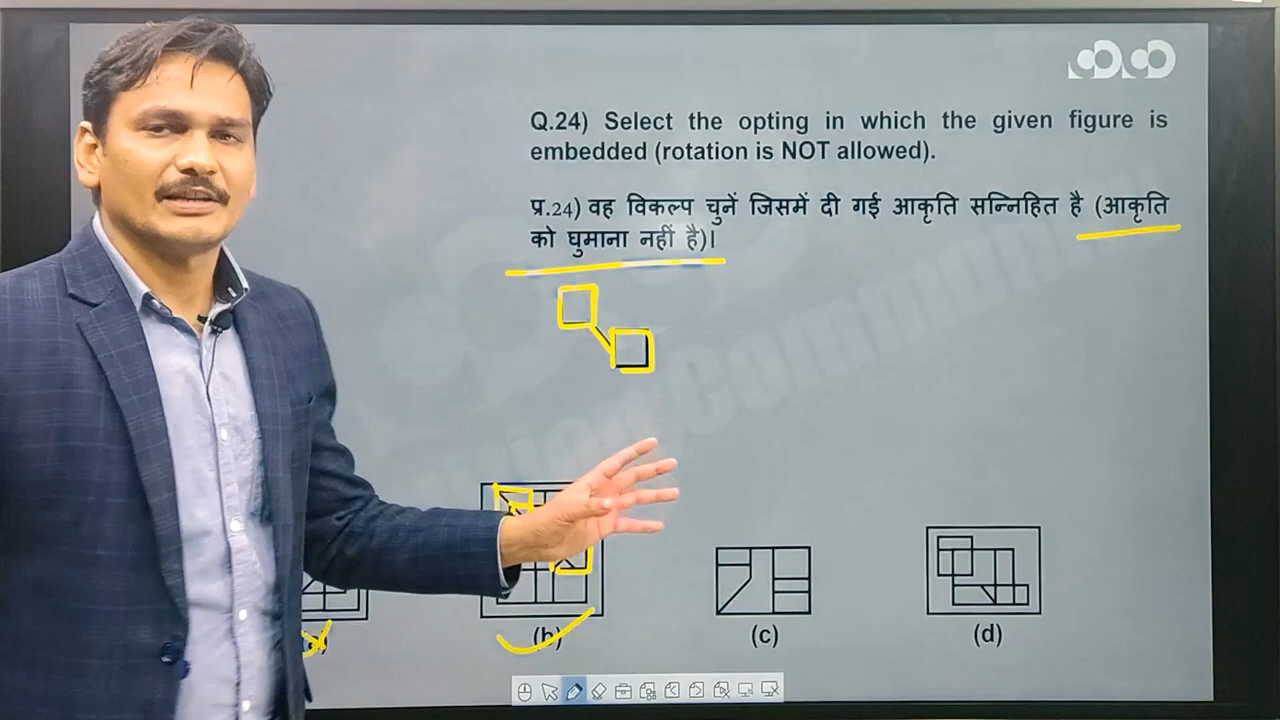 Q.24) Select the opting in which the given figure is
embedded (rotation is NOT allowed).
प्र.24) वह विकल्प चुनें जिसमें दी गई आकृति सन्निहित है (आकृति
को घुमाना नहीं है)।
(b)
(c)
(d)